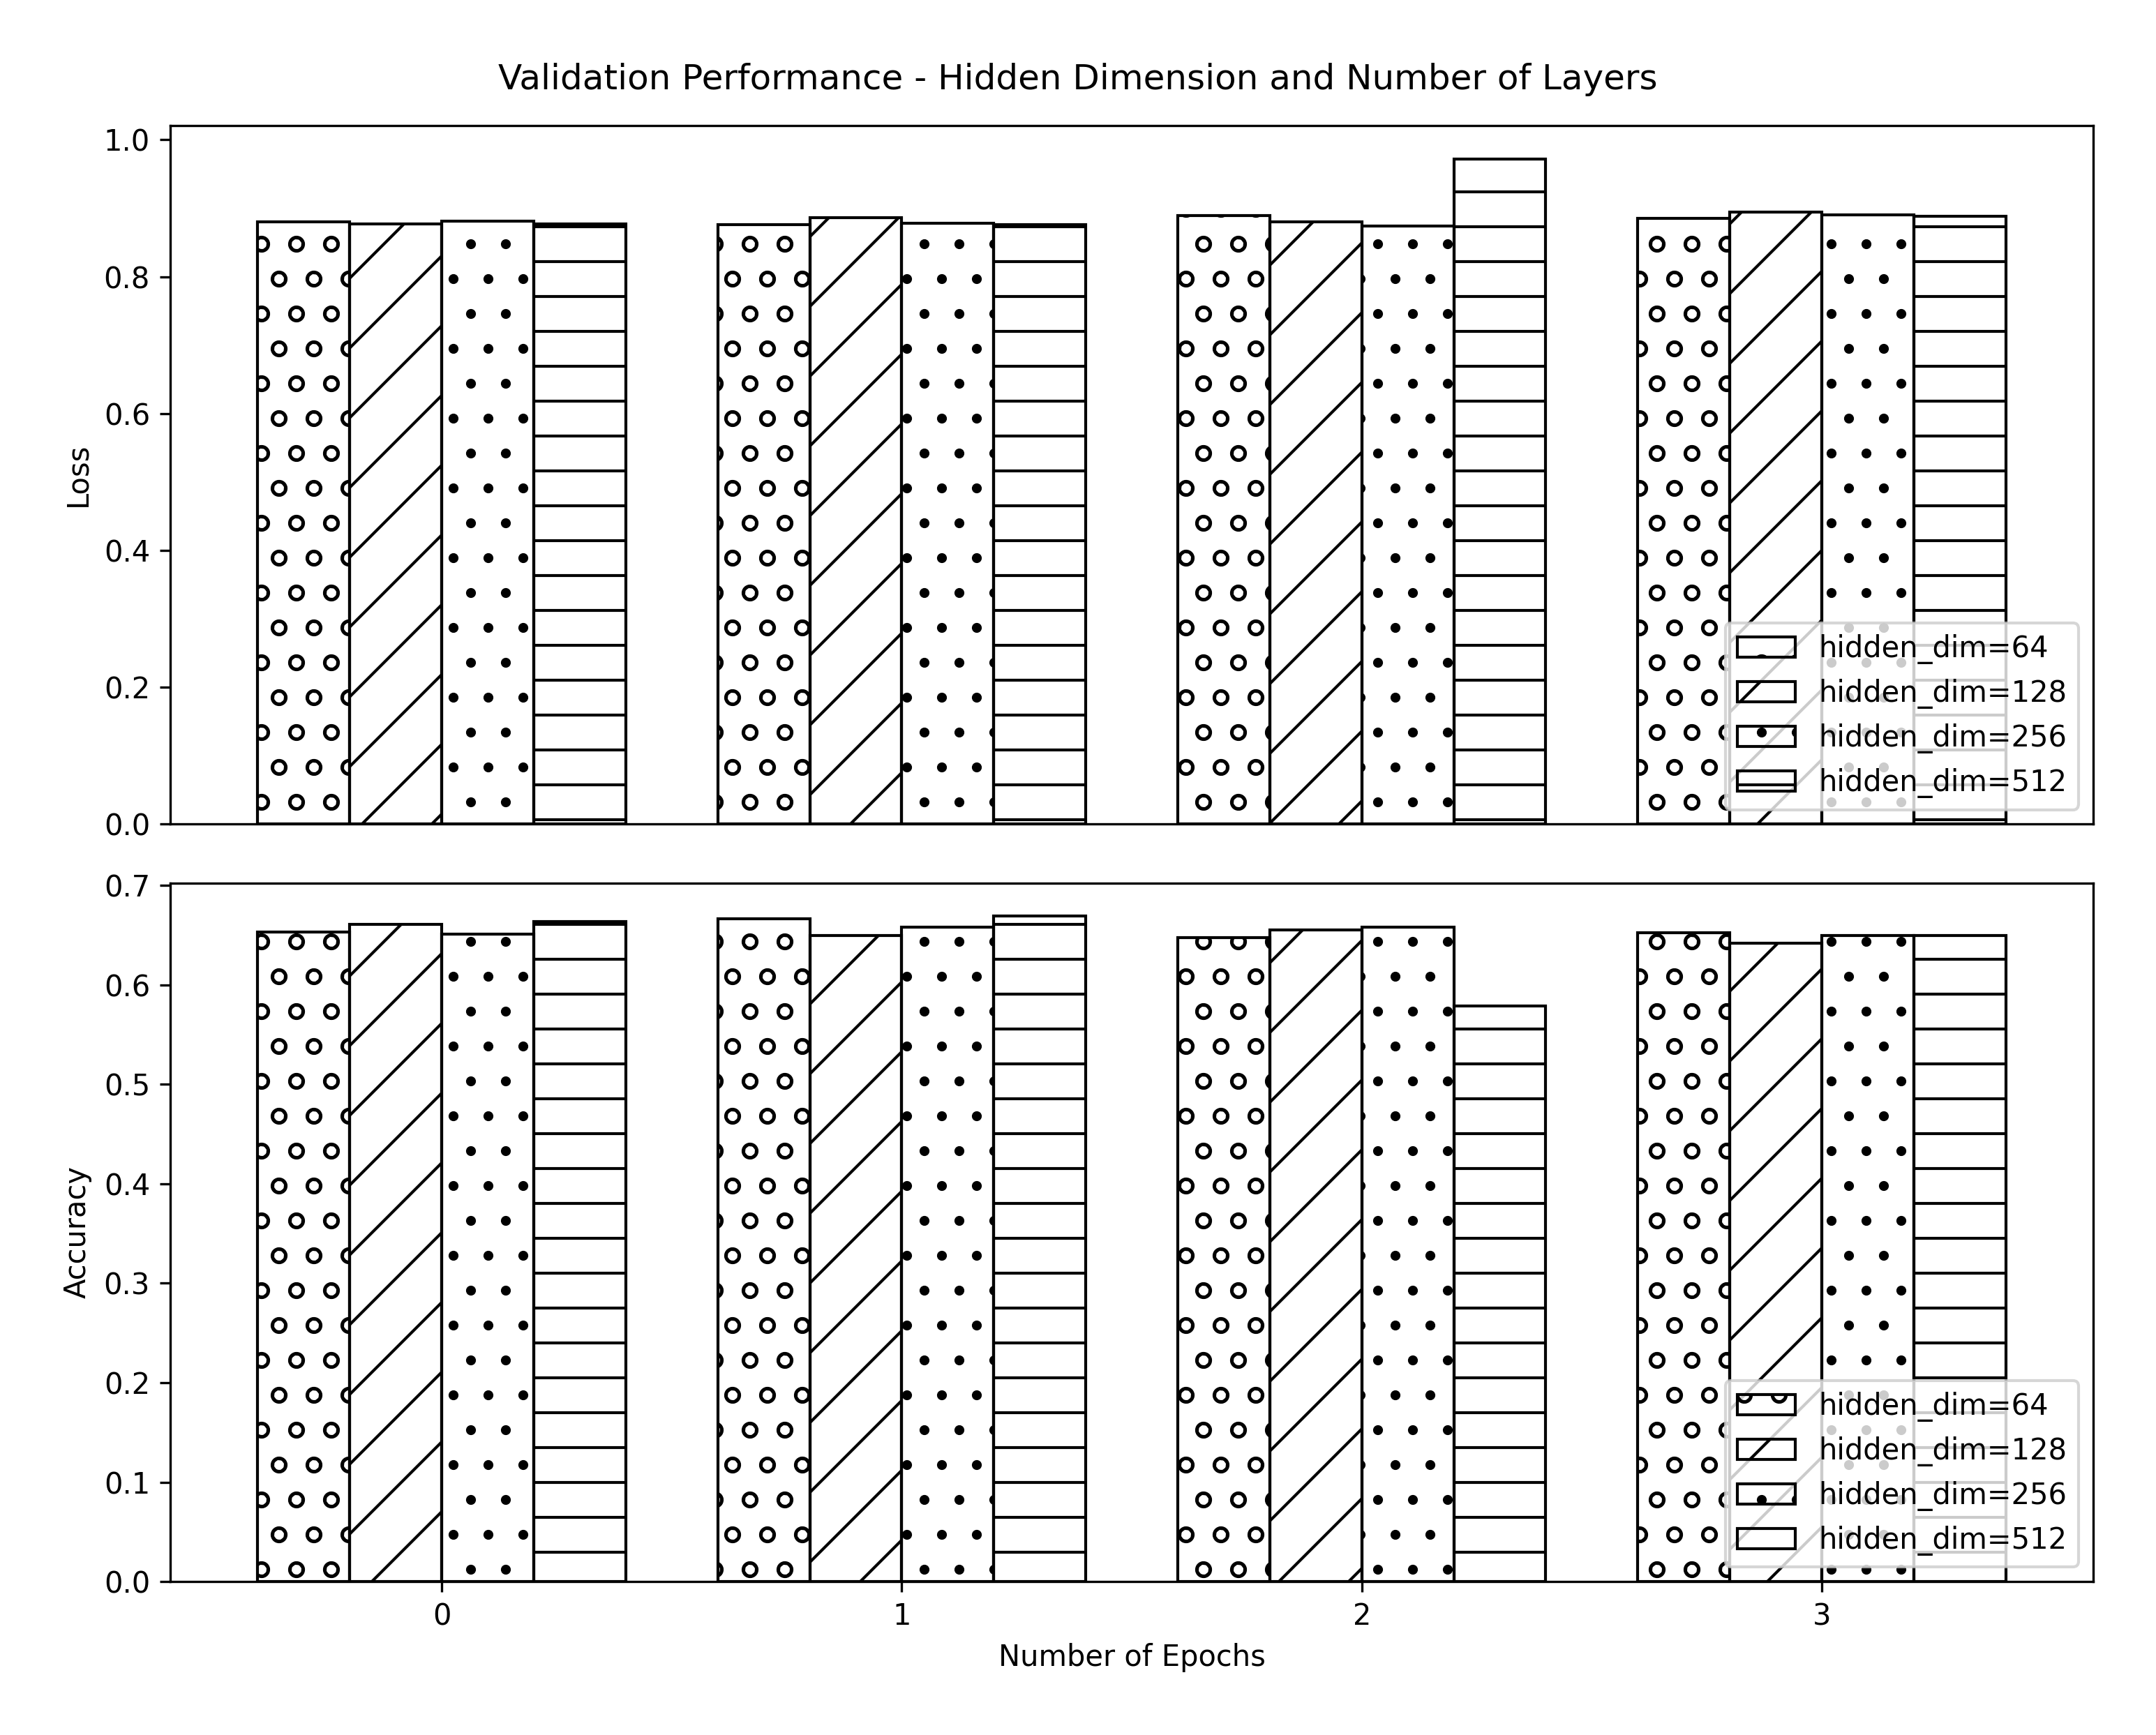 Validation Performance - Hidden Dimension and Number of Layers
1.0
0.8
0.6
0.4
0.2
0.0
Loss
hidden_dim=64
hidden_dim=128
hidden_dim=256
hidden_dim=512
0.7
0.6
0.5
0.4
0.3
0.2
0.1
0.0
Accuracy
hidden_dim=64
hidden_dim=128
hidden_dim=256
hidden_dim=512
0 1 2 3
Number of Epochs